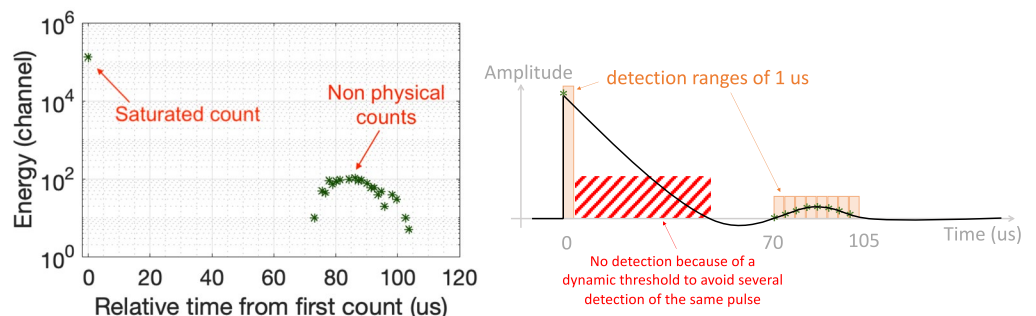 10^6
10^4
10^2
10^0
Energy (channel)
Saturated count
Non physical
counts
0
20
40
60
80
100
120
Relative time from first count (us)
Amplitude
detection ranges of 1 us
0
70
105
Time (us)
No detection because of a
dynamic threshold to avoid several
detection of the same pulse